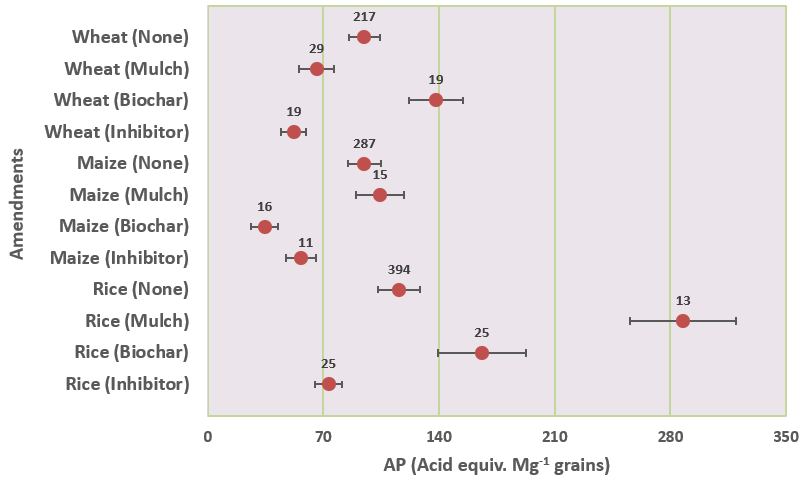 217
Wheat (None)
29
Wheat (Mulch)
19
Wheat (Biochar)
19
Wheat (Inhibitor)
287
Maize (None)
15
Maize (Mulch)
16
Maize (Biochar)
11
Maize (Inhibitor)
394
Rice (None)
13
Rice (Mulch)
25
Rice (Biochar)
25
Rice (Inhibitor)
Amendments
0 70 140 210 280 350
AP (Acid equiv. Mg⁻¹ grains)